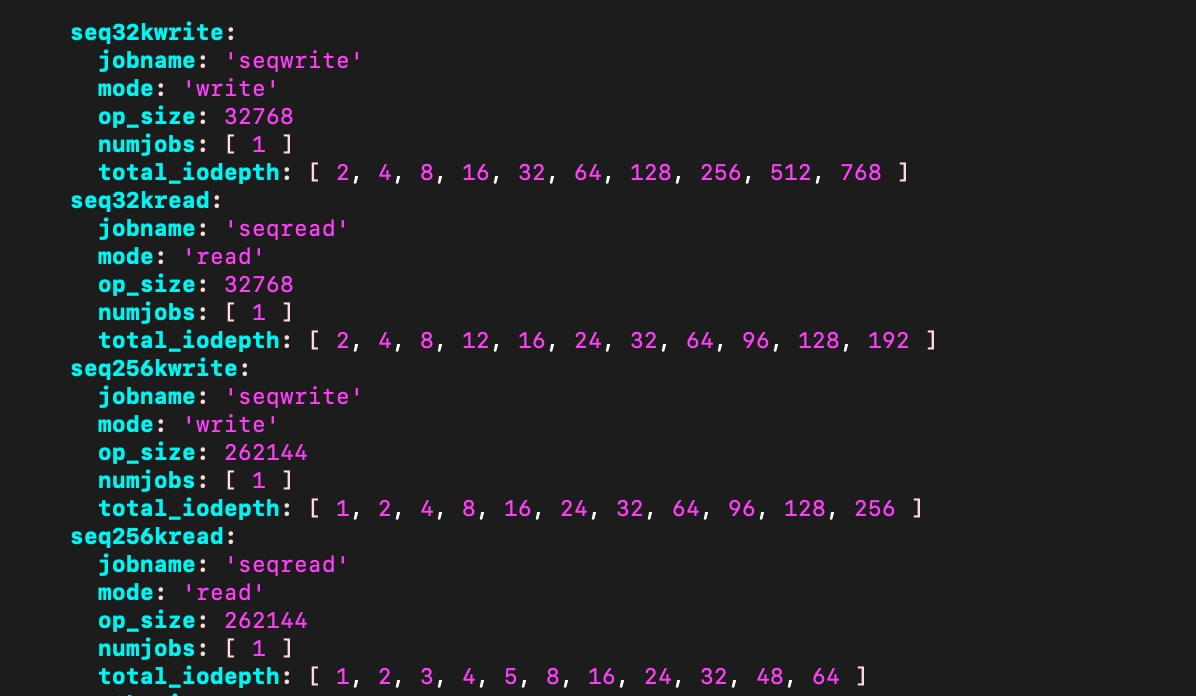 seq32kwrite:
jobname: 'seqwrite'
mode: 'write'
op_size: 32768
numjobs: [ 1 ]
total_iodepth: [ 2, 4, 8, 16, 32, 64, 128, 256, 512, 768 ]
seq32kread:
jobname: 'seqread'
mode: 'read'
op_size: 32768
numjobs: [ 1 ]
total_iodepth: [ 2, 4, 8, 12, 16, 24, 32, 64, 96, 128, 192 ]
seq256kwrite:
jobname: 'seqwrite'
mode: 'write'
op_size: 262144
numjobs: [ 1 ]
total_iodepth: [ 1, 2, 4, 8, 16, 24, 32, 64, 96, 128, 256 ]
seq256kread:
jobname: 'seqread'
mode: 'read'
op_size: 262144
numjobs: [ 1 ]
total_iodepth: [ 1, 2, 3, 4, 5, 8, 16, 24, 32, 48, 64 ]